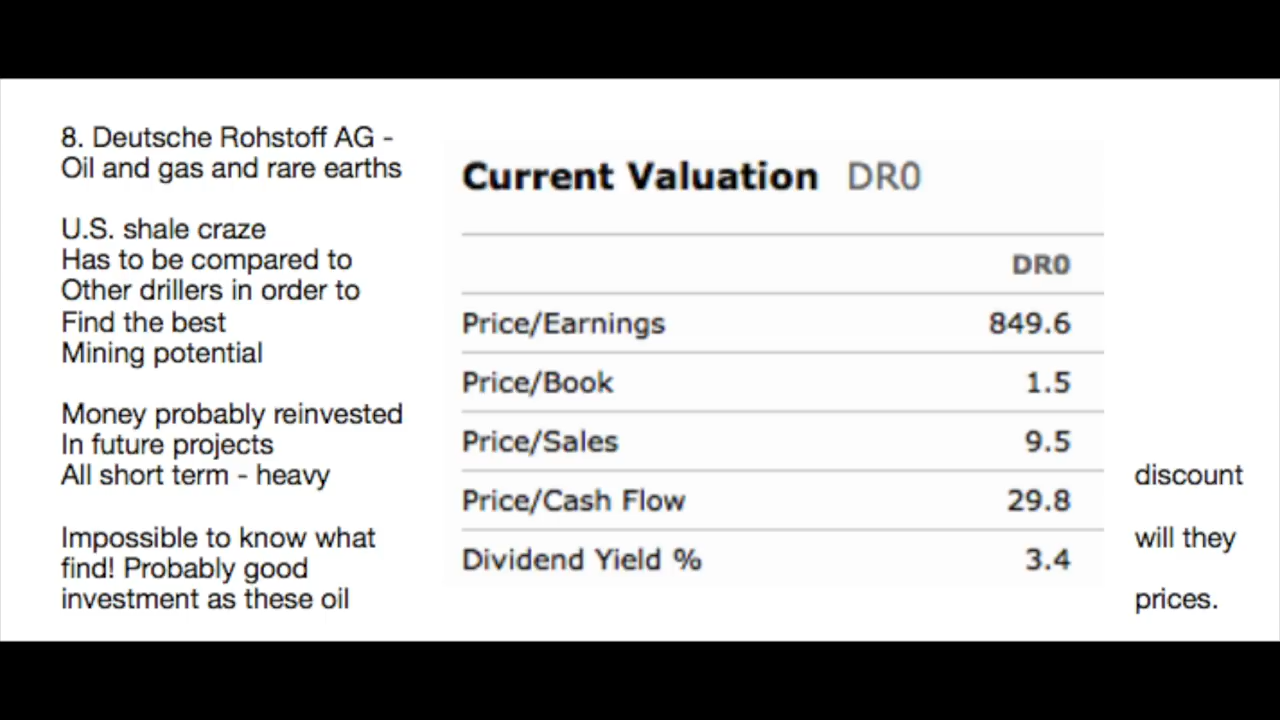 8. Deutsche Rohstoff AG -
Oil and gas and rare earths
U.S. shale craze
Has to be compared to
Other drillers in order to
Find the best
Mining potential
Money probably reinvested
In future projects
All short term - heavy discount
Impossible to know what will they
find! Probably good
investment as these oil prices.
Current Valuation DR0
DR0
Price/Earnings 849.6
Price/Book 1.5
Price/Sales 9.5
Price/Cash Flow 29.8
Dividend Yield % 3.4